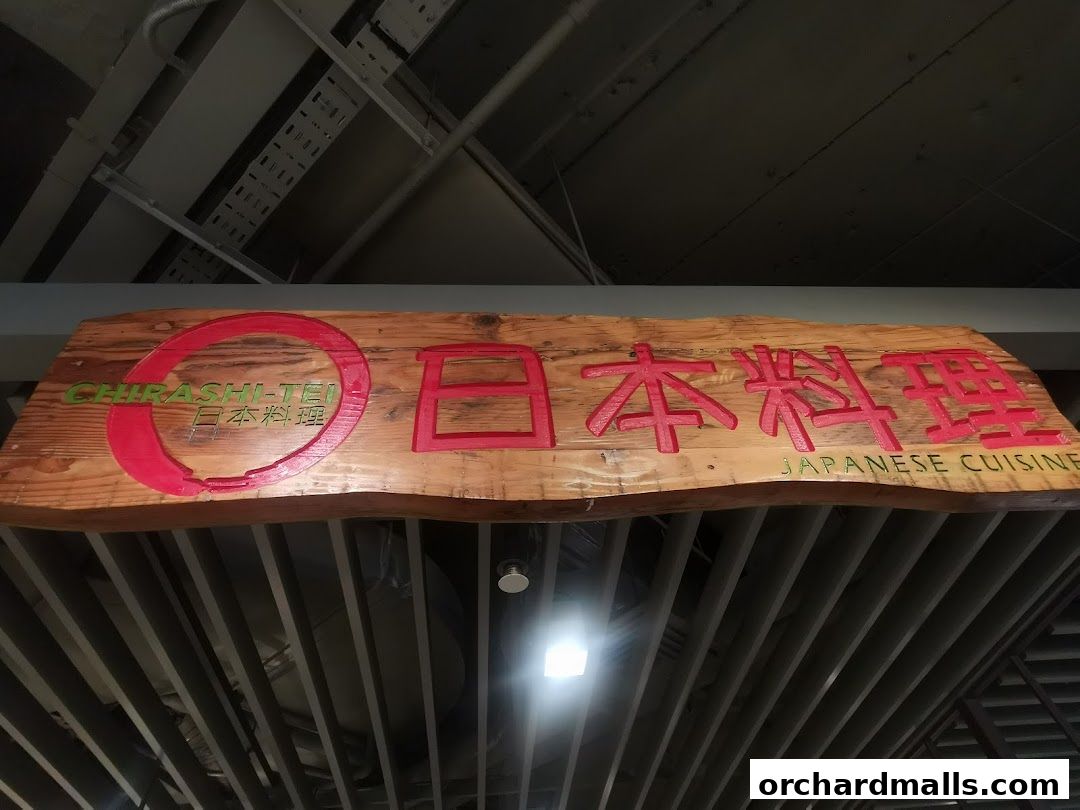 CHIRASHI-TEI
日本料理
日本料理
JAPANESE CUISINE
orchardmalls.com